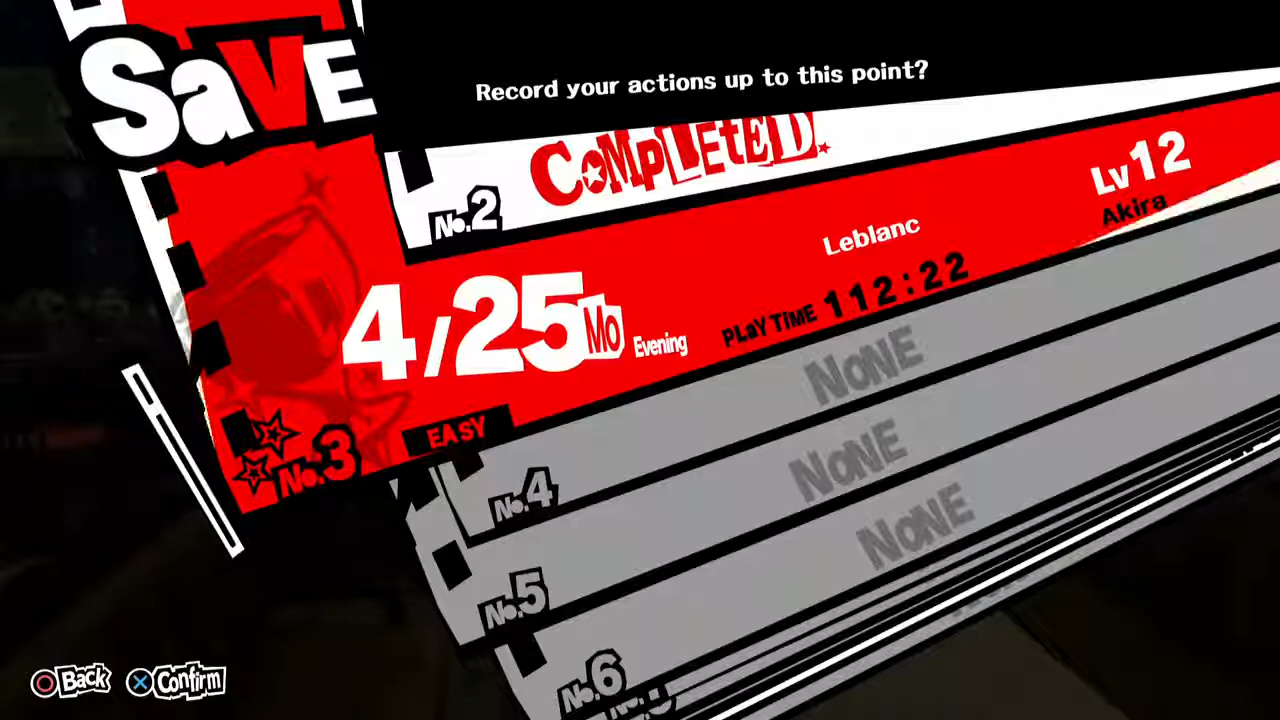 SaVE
Record your actions up to this point?
No.2
CoMpLEtED.
Lv12
Akira
Leblanc
4/25 Mo Evening
PLaY TiME 112:22
EASY
No.3
NoNE
No.4
NoNE
No.5
NoNE
No.6
Back
Confirm